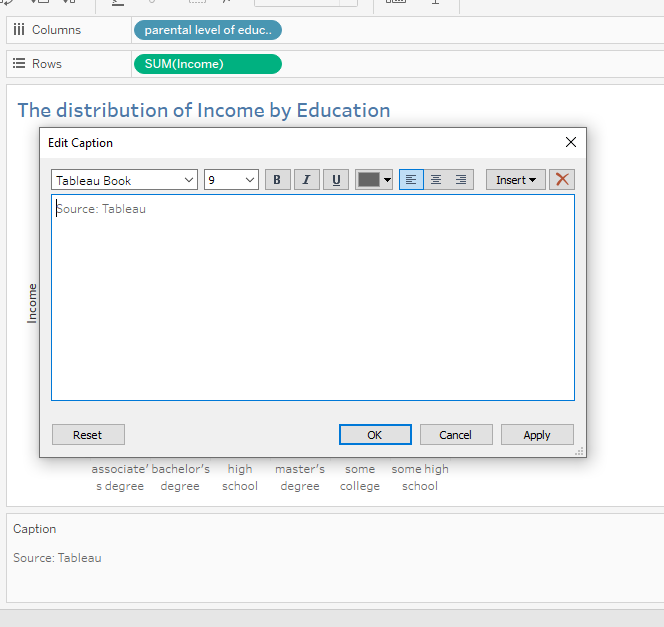 Columns
parental level of educ..
Rows
SUM(Income)
The distribution of Income by Education
Edit Caption
Tableau Book
9
B I U
Insert
Source: Tableau
Income
Reset
OK
Cancel
Apply
associate' bachelor's high master's some some high
s degree degree school degree college school
Caption
Source: Tableau